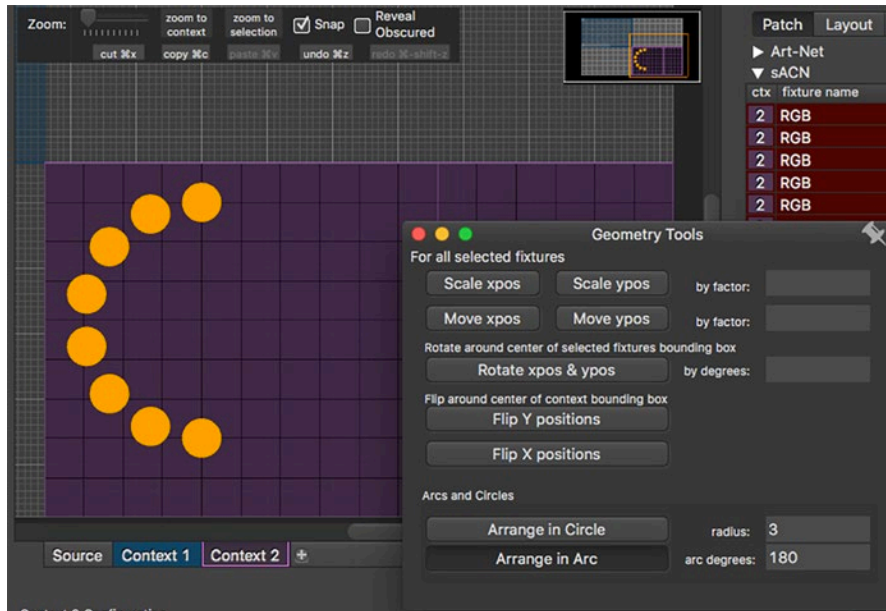 Zoom:
zoom to context
zoom to selection
Snap
Reveal Obscured
cut ⌘x
copy ⌘c
paste ⌘v
undo ⌘z
redo ⌘-shift-z
Patch Layout
Art-Net
sACN
ctx fixture name
2 RGB
2 RGB
2 RGB
2 RGB
2 RGB
Geometry Tools
For all selected fixtures
Scale xpos Scale ypos by factor:
Move xpos Move ypos by factor:
Rotate around center of selected fixtures bounding box
Rotate xpos & ypos by degrees:
Flip around center of context bounding box
Flip Y positions
Flip X positions
Arcs and Circles
Arrange in Circle radius: 3
Arrange in Arc arc degrees: 180
Source Context 1 Context 2